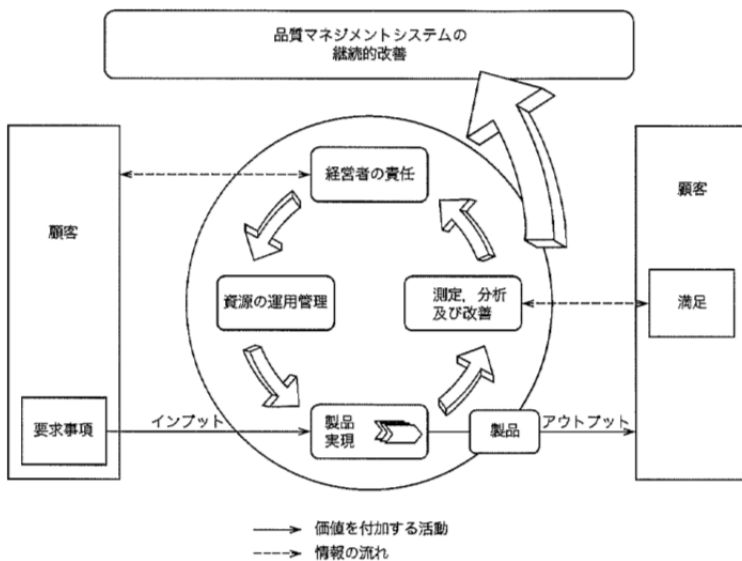 品質マネジメントシステムの
継続的改善
顧客
経営者の責任
顧客
資源の運用管理
測定，分析
及び改善
満足
要求事項
インプット
製品
実現
製品
アウトプット
価値を付加する活動
情報の流れ